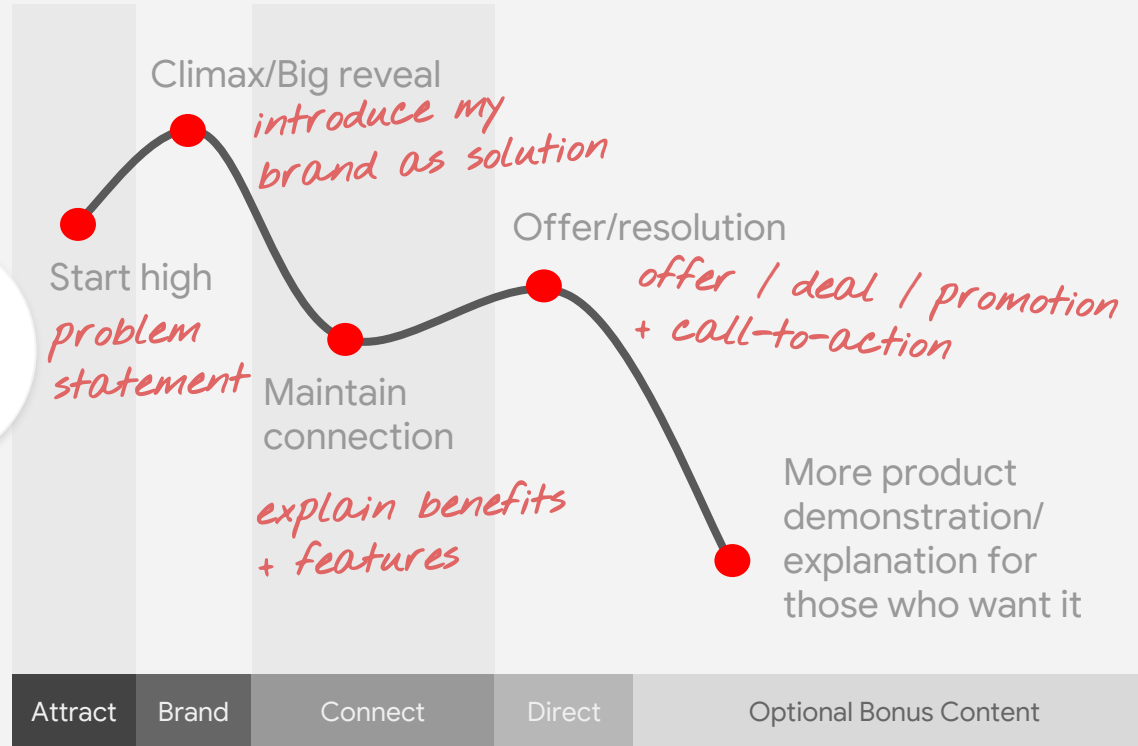 Climax/Big reveal
introduce my
brand as solution
Start high
problem
statement
Offer/resolution
offer / deal / promotion
+ call-to-action
Maintain
connection
explain benefits
+ features
More product
demonstration/
explanation for
those who want it
Attract
Brand
Connect
Direct
Optional Bonus Content